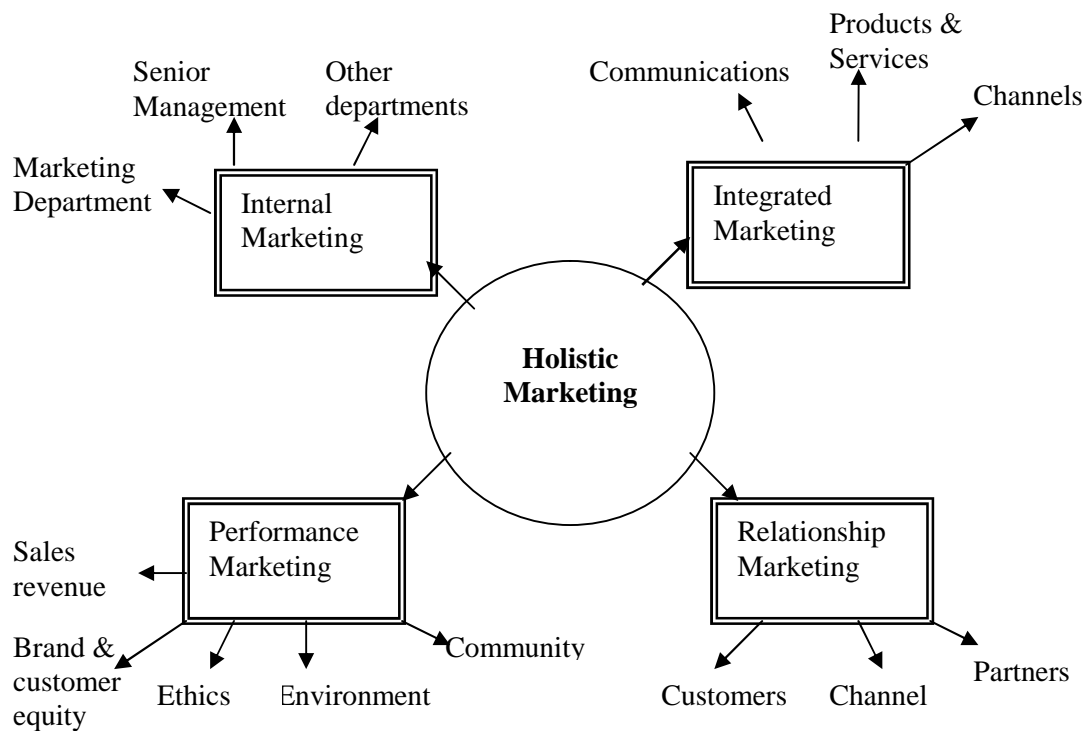 Products &
Services
Senior
Management
Other
departments
Communications
Channels
Marketing
Department
Internal
Marketing
Integrated
Marketing
Holistic
Marketing
Performance
Marketing
Relationship
Marketing
Sales
revenue
Brand &
customer
equity
Ethics
Environment
Community
Customers
Channel
Partners